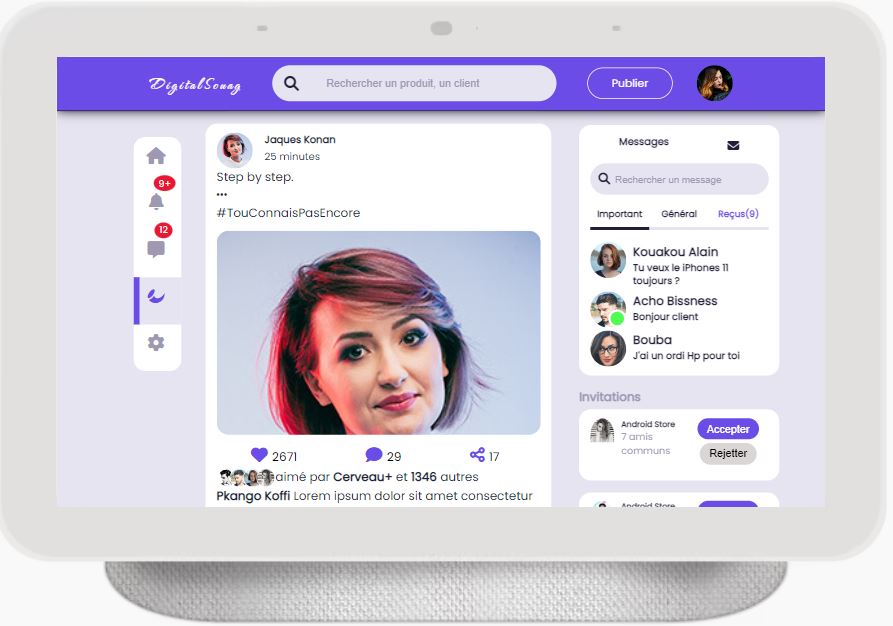 DigitalSouag
Rechercher un produit, un client
Publier
9+
12
Jaques Konan
25 minutes
Step by step.
•••
#TouConnaisPasEncore
2671
29
17
aimé par Cerveau+ et 1346 autres
Pkango Koffi Lorem ipsum dolor sit amet consectetur
Messages
Rechercher un message
Important
Général
Reçus(9)
Kouakou Alain
Tu veux le iPhones 11
toujours ?
Acho Bissness
Bonjour client
Bouba
J'ai un ordi Hp pour toi
Invitations
Android Store
7 amis
communs
Accepter
Rejetter
Android Store